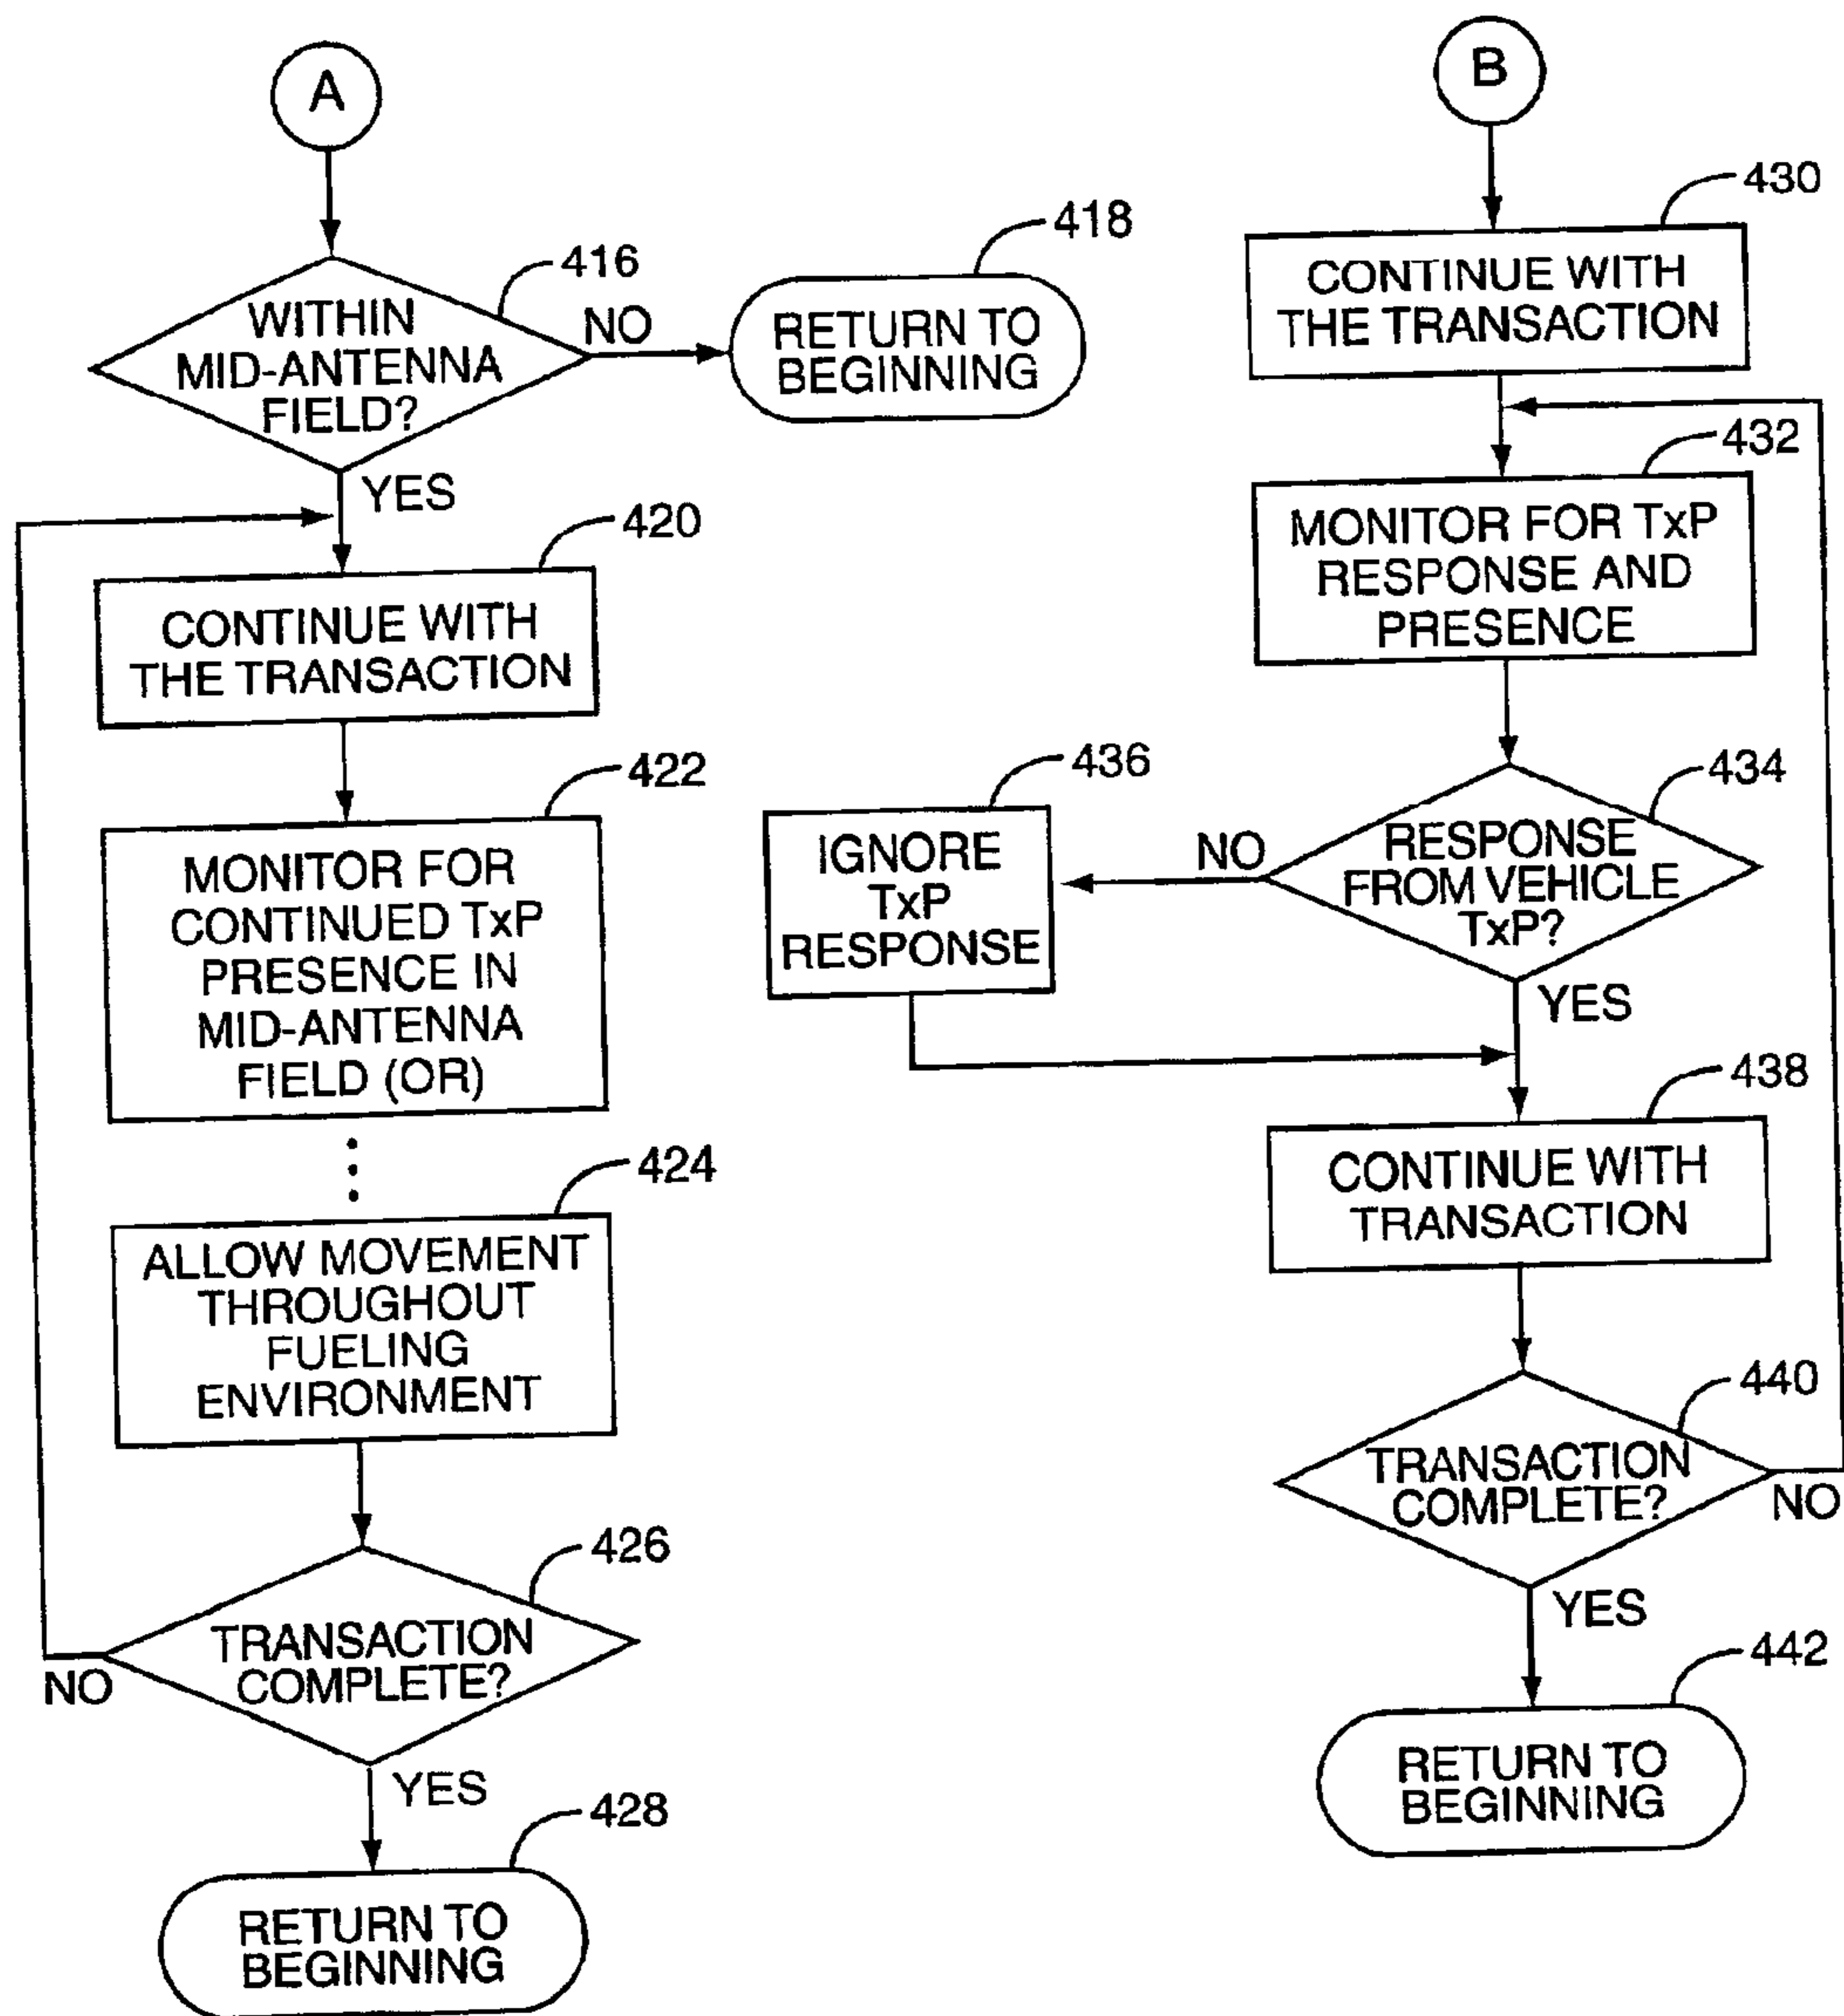 A
416
WITHIN
MID-ANTENNA
FIELD?
NO
418
RETURN TO
BEGINNING
YES
420
CONTINUE WITH
THE TRANSACTION
422
MONITOR FOR
CONTINUED TxP
PRESENCE IN
MID-ANTENNA
FIELD (OR)
424
ALLOW MOVEMENT
THROUGHOUT
FUELING
ENVIRONMENT
426
TRANSACTION
COMPLETE?
NO
YES
428
RETURN TO
BEGINNING
B
430
CONTINUE WITH
THE TRANSACTION
432
MONITOR FOR TxP
RESPONSE AND
PRESENCE
434
RESPONSE
FROM VEHICLE
TxP?
NO
436
IGNORE
TxP
RESPONSE
YES
438
CONTINUE WITH
TRANSACTION
440
TRANSACTION
COMPLETE?
NO
YES
442
RETURN TO
BEGINNING